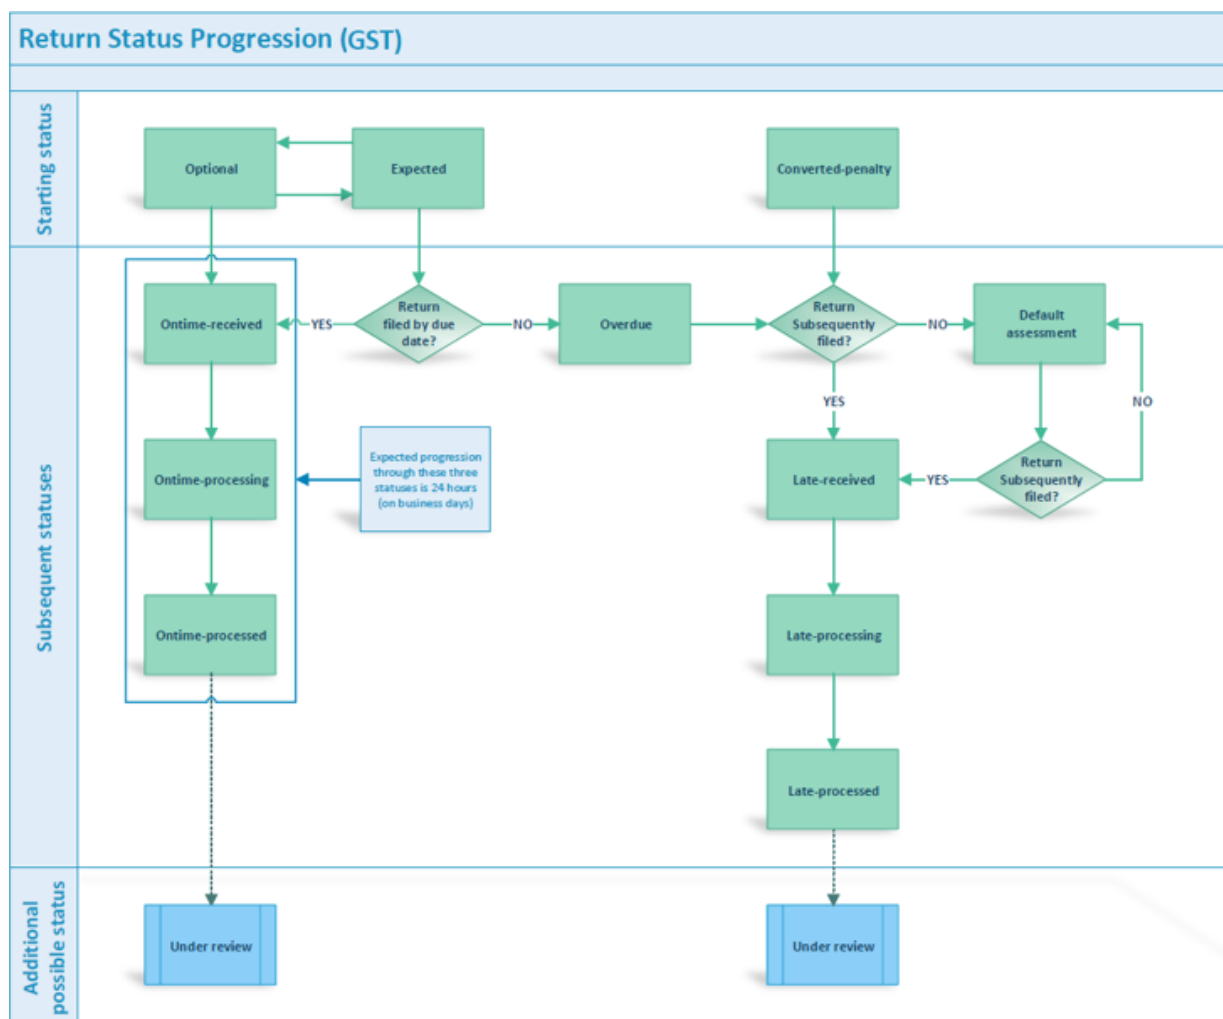 Return Status Progression (GST)
Starting status
Optional
Expected
Converted-penalty
Subsequent statuses
Ontime-received
YES
Return
filed by due
date?
NO
Overdue
Return
Subsequently
filed?
NO
Default
assessment
YES
NO
Ontime-processing
Expected progression
through these three
statuses is 24 hours
(on business days)
Late-received
YES
Return
Subsequently
filed?
Ontime-processed
Late-processing
Late-processed
Additional
possible status
Under review
Under review